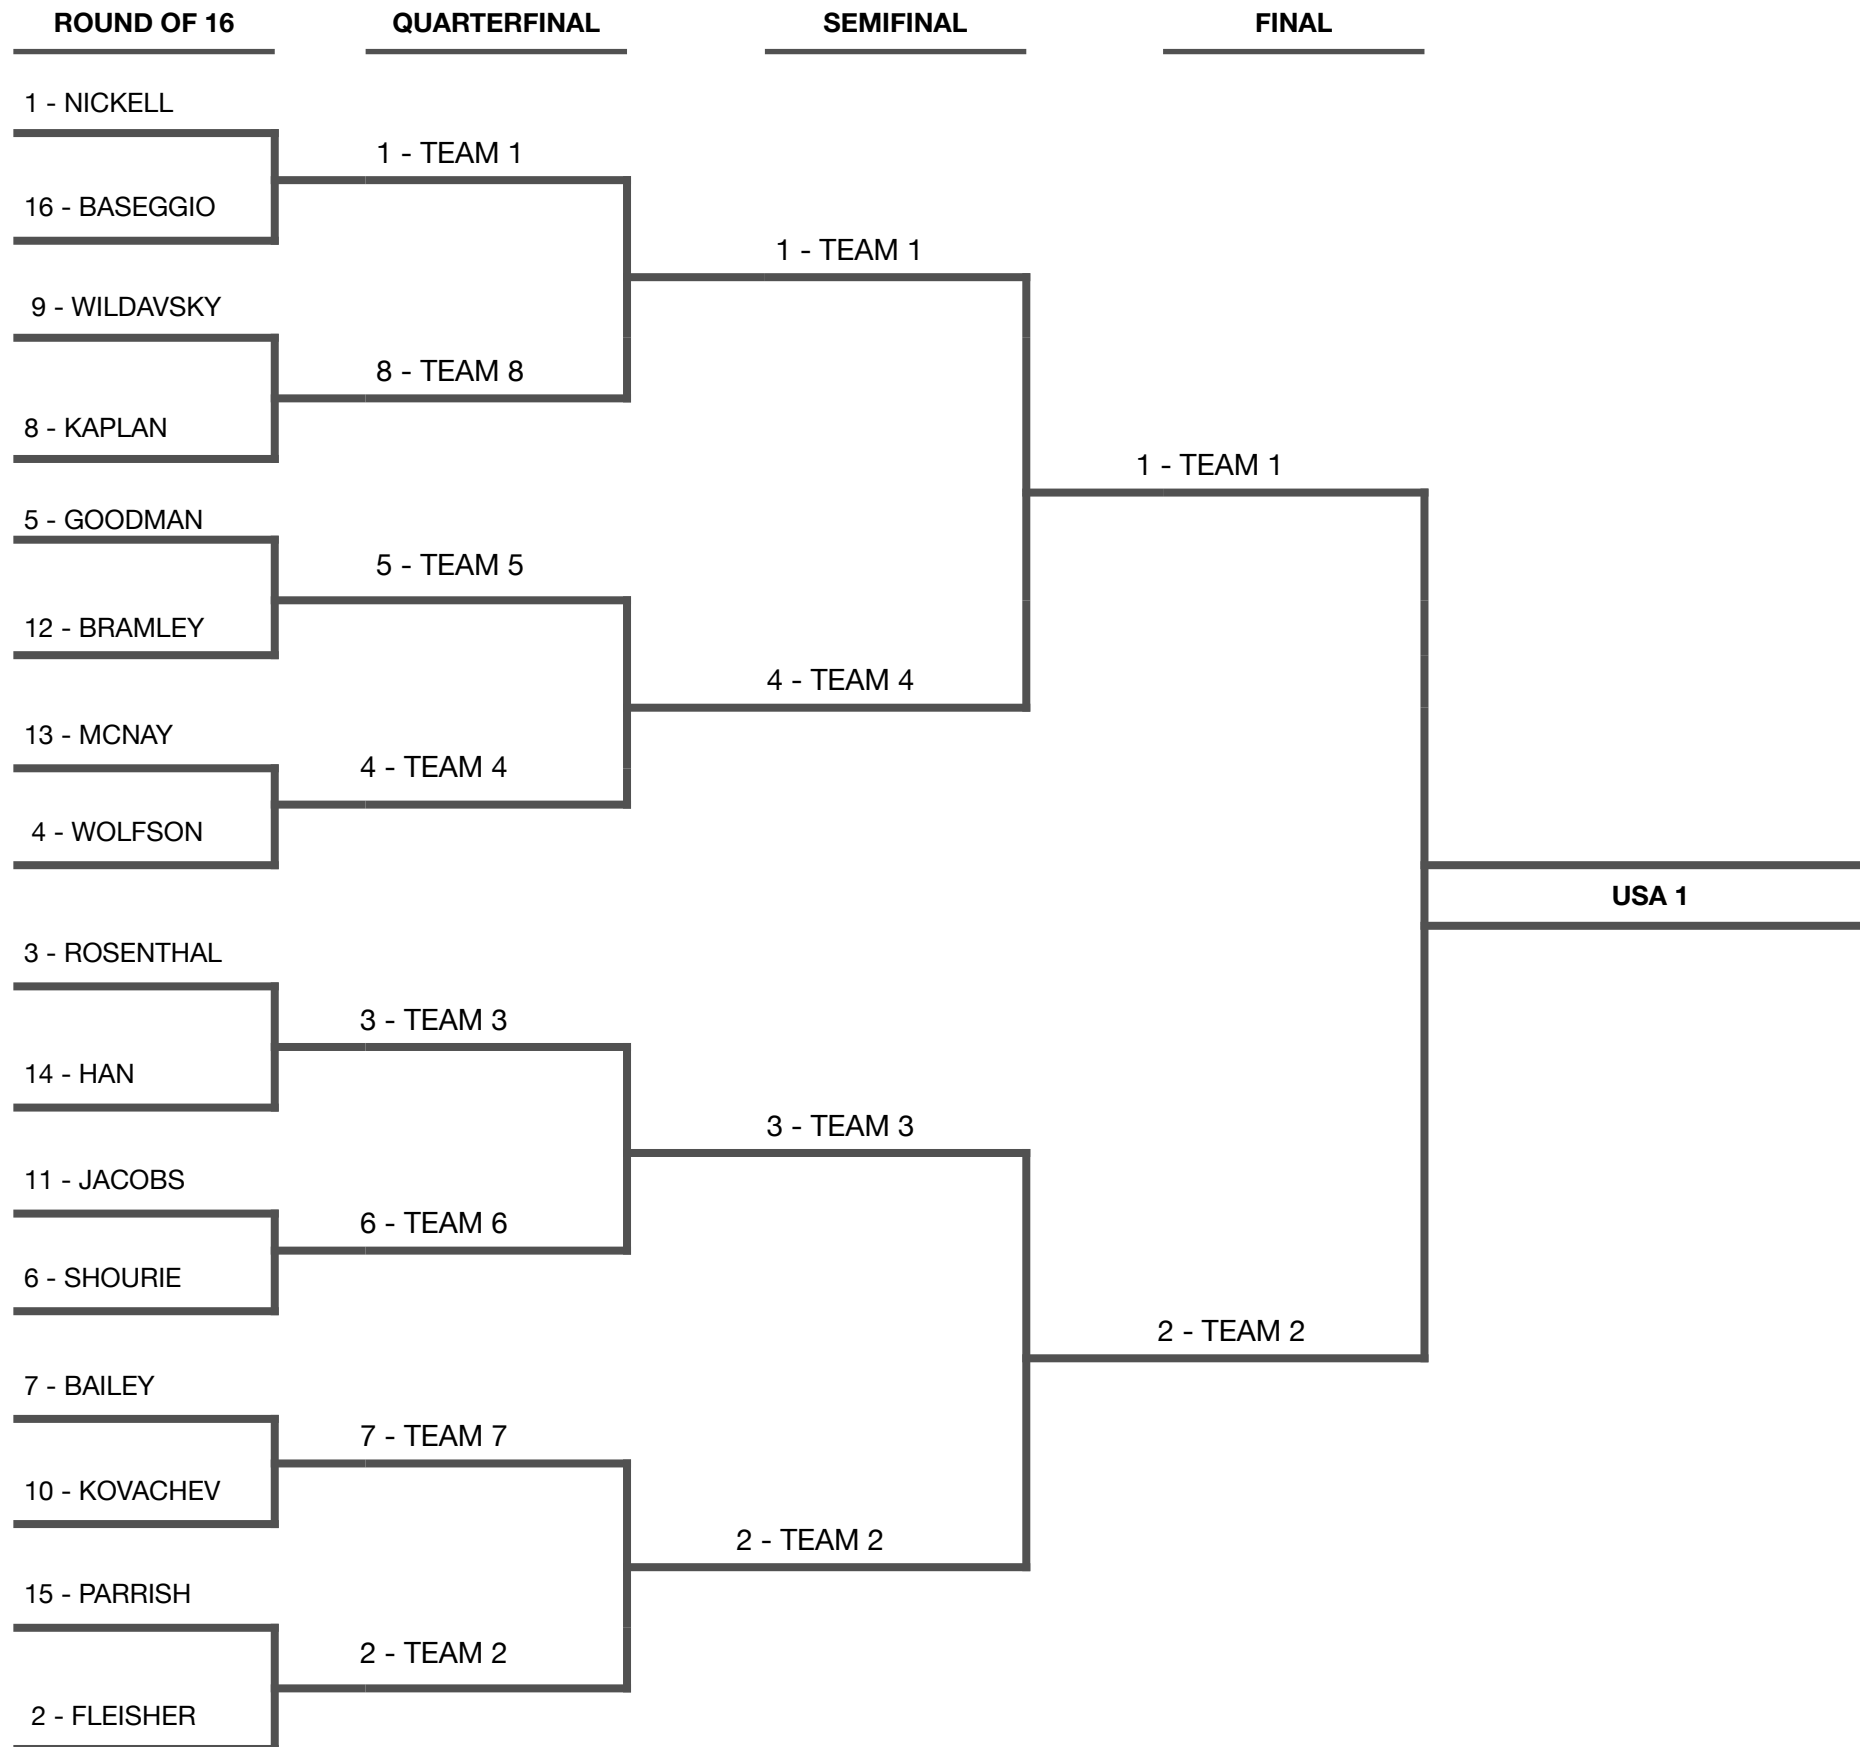 ROUND OF 16
QUARTERFINAL
SEMIFINAL
FINAL
1 - NICKELL
16 - BASEGGIO
9 - WILDAVSKY
8 - KAPLAN
5 - GOODMAN
12 - BRAMLEY
13 - MCNAY
4 - WOLFSON
3 - ROSENTHAL
14 - HAN
11 - JACOBS
6 - SHOURIE
7 - BAILEY
10 - KOVACHEV
15 - PARRISH
2 - FLEISHER
1 - TEAM 1
8 - TEAM 8
5 - TEAM 5
4 - TEAM 4
3 - TEAM 3
6 - TEAM 6
7 - TEAM 7
2 - TEAM 2
1 - TEAM 1
4 - TEAM 4
3 - TEAM 3
2 - TEAM 2
1 - TEAM 1
2 - TEAM 2
USA 1